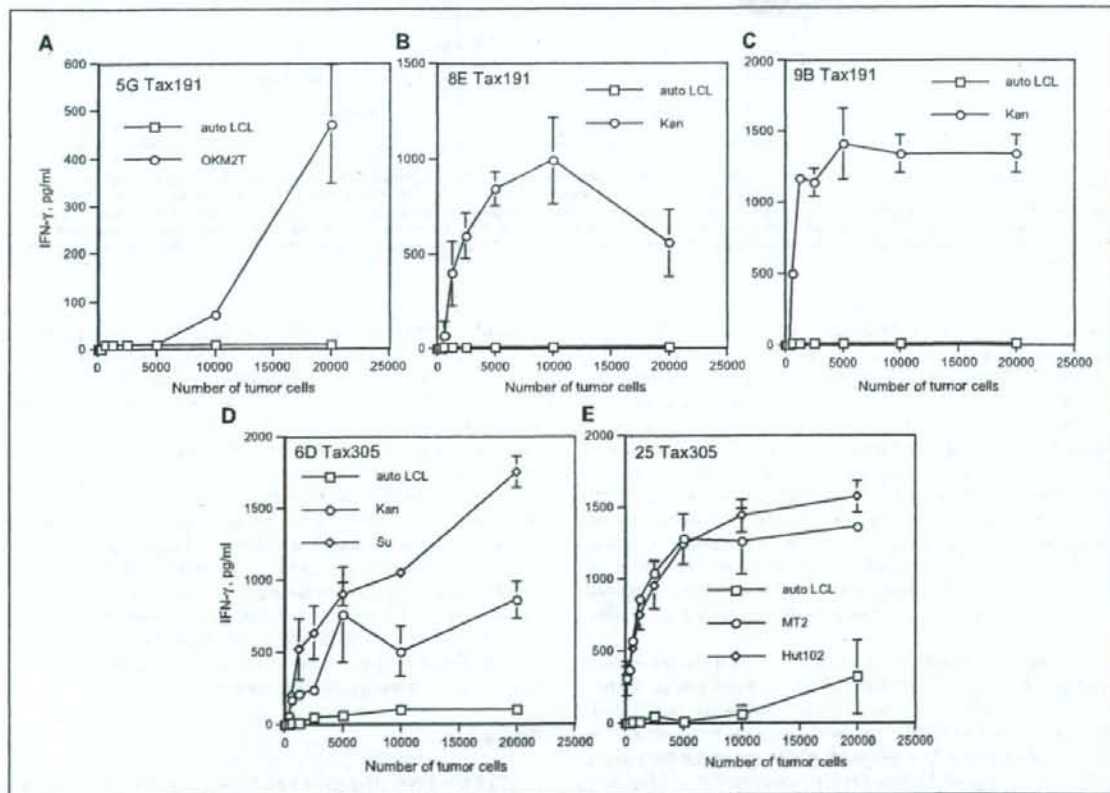 A
5G Tax191
auto LCL
OKM2T
600
500
400
300
200
100
0
IFN-γ, pg/ml
0 5000 10000 15000 20000 25000
Number of tumor cells
B
8E Tax191
auto LCL
Kan
1500
1000
500
0
0 5000 10000 15000 20000 25000
Number of tumor cells
C
9B Tax191
auto LCL
Kan
2000
1500
1000
500
0
0 5000 10000 15000 20000 25000
Number of tumor cells
D
6D Tax305
auto LCL
Kan
Su
2000
1500
1000
500
0
IFN-γ, pg/ml
0 5000 10000 15000 20000 25000
Number of tumor cells
E
25 Tax305
auto LCL
MT2
Hut102
2000
1500
1000
500
0
0 5000 10000 15000 20000 25000
Number of tumor cells